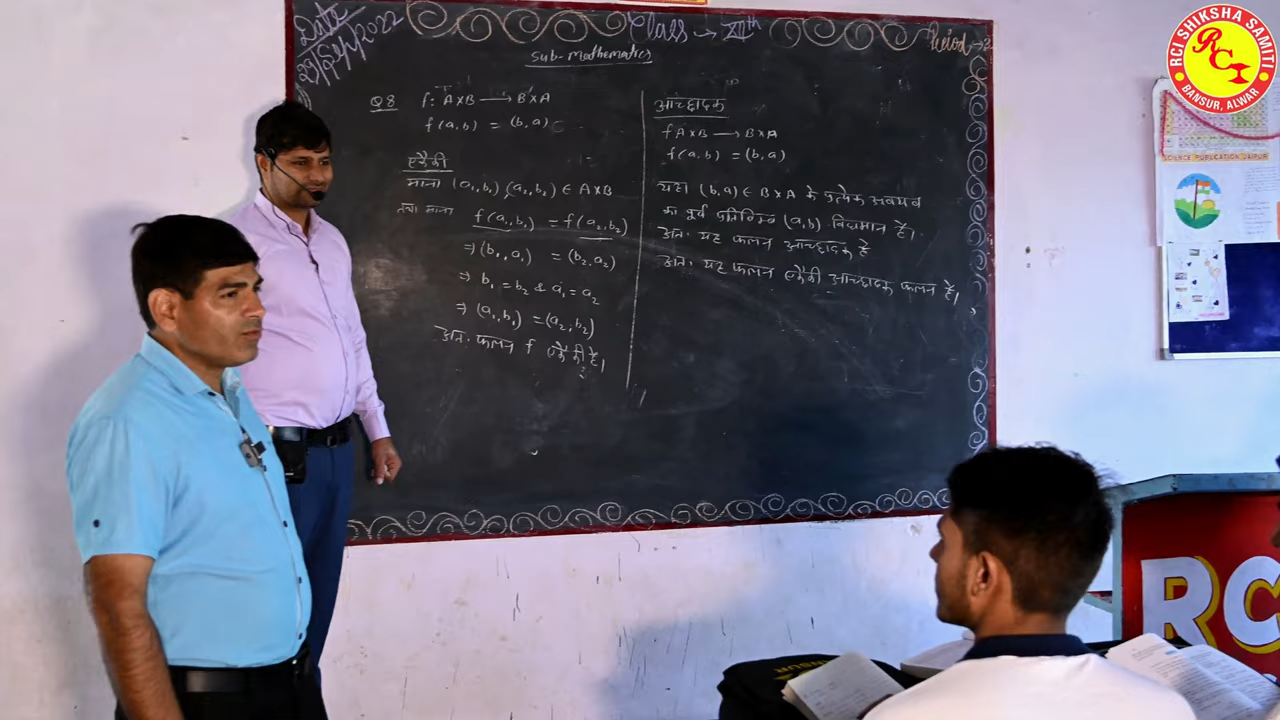 Date
Class → XIIth
Period → 2
Sub- Mathematics
Q8 f: A×B → B×A
f(a,b) = (b,a)
एकैकी
माना (a₁,b₁) (a₂,b₂) ∈ A×B
तथा माना f(a₁,b₁) = f(a₂,b₂)
⇒ (b₁,a₁) = (b₂,a₂)
⇒ b₁ = b₂ & a₁ = a₂
⇒ (a₁,b₁) = (a₂,b₂)
अतः फलन f एकैकी है।
आच्छादक
f A×B → B×A
f(a,b) = (b,a)
यहा (b,a) ∈ B×A के प्रत्येक अवयव
का पूर्व प्रतिबिम्ब (a,b) विद्यमान है।
अतः यह फलन आच्छादक है
अतः यह फलन एकैकी आच्छादक फलन है।
RCI SHIKSHA SAMITI
RCI
BANSUR, ALWAR
SCIENCE PUBLICATION JAIPUR
RC